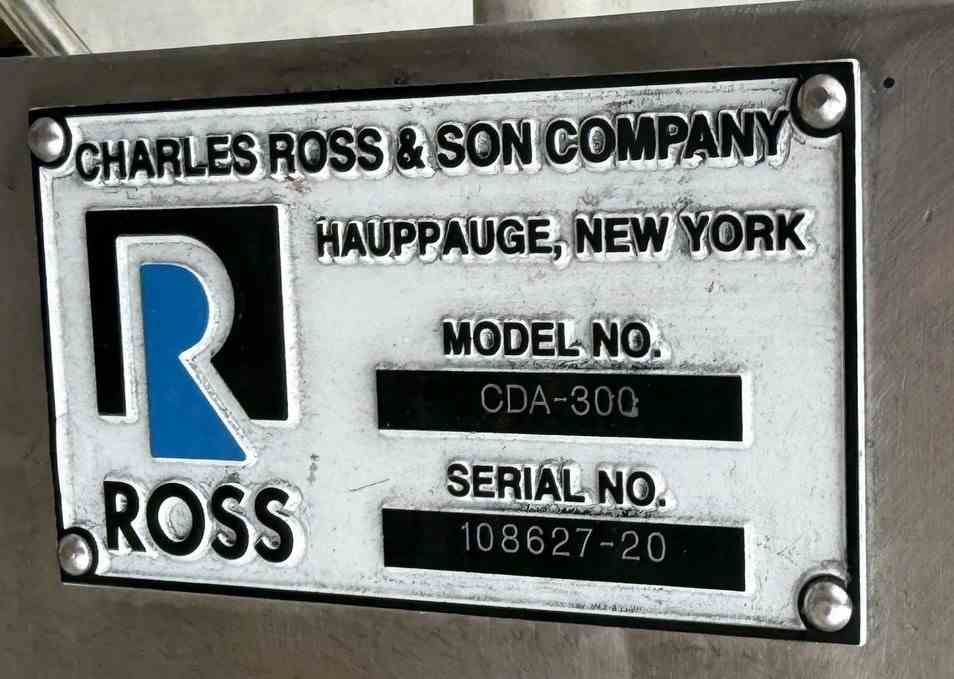 CHARLES ROSS & SON COMPANY
HAUPPAUGE, NEW YORK
R
ROSS
MODEL NO.
CDA-300
SERIAL NO.
108627-20